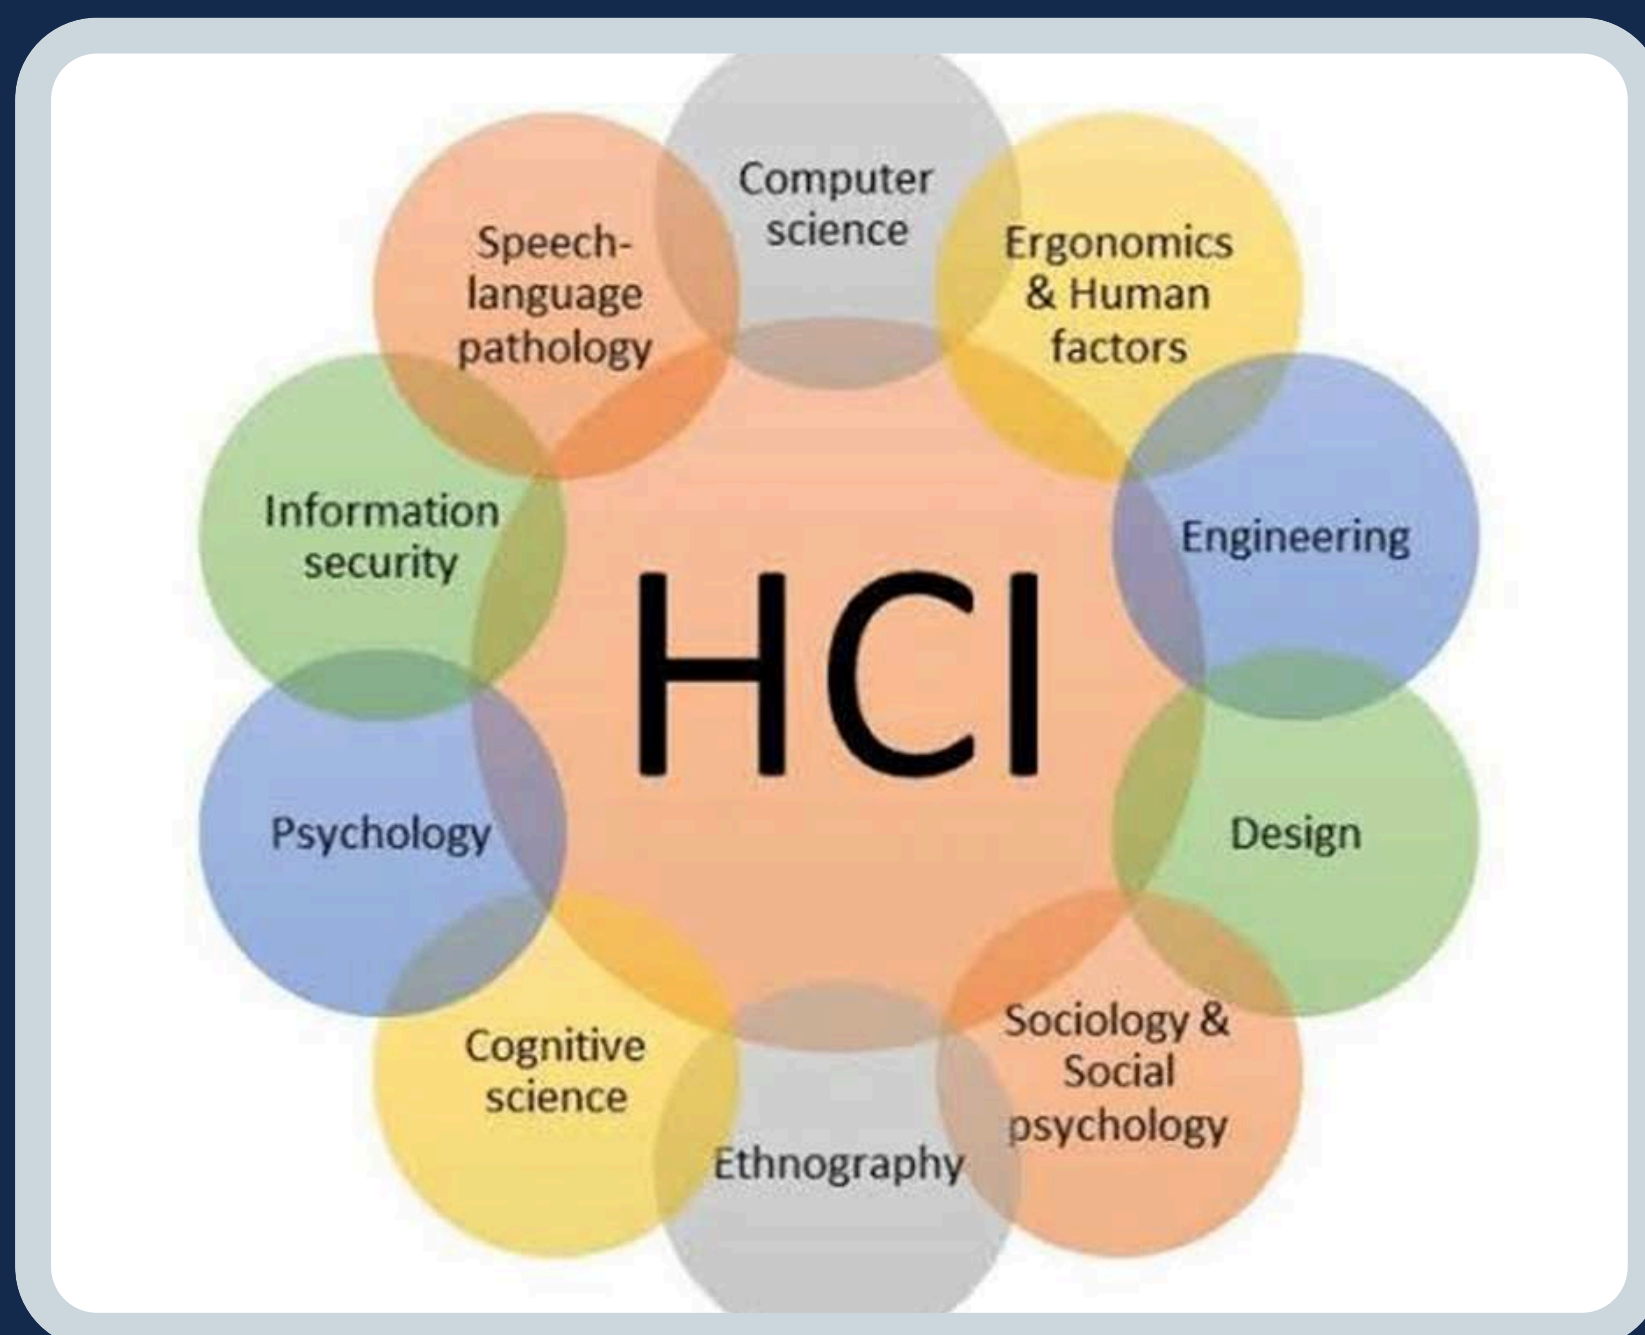 Computer
science
Ergonomics
& Human
factors
Engineering
Design
Sociology &
Social
psychology
Ethnography
Cognitive
science
Psychology
Information
security
Speech-
language
pathology
HCI